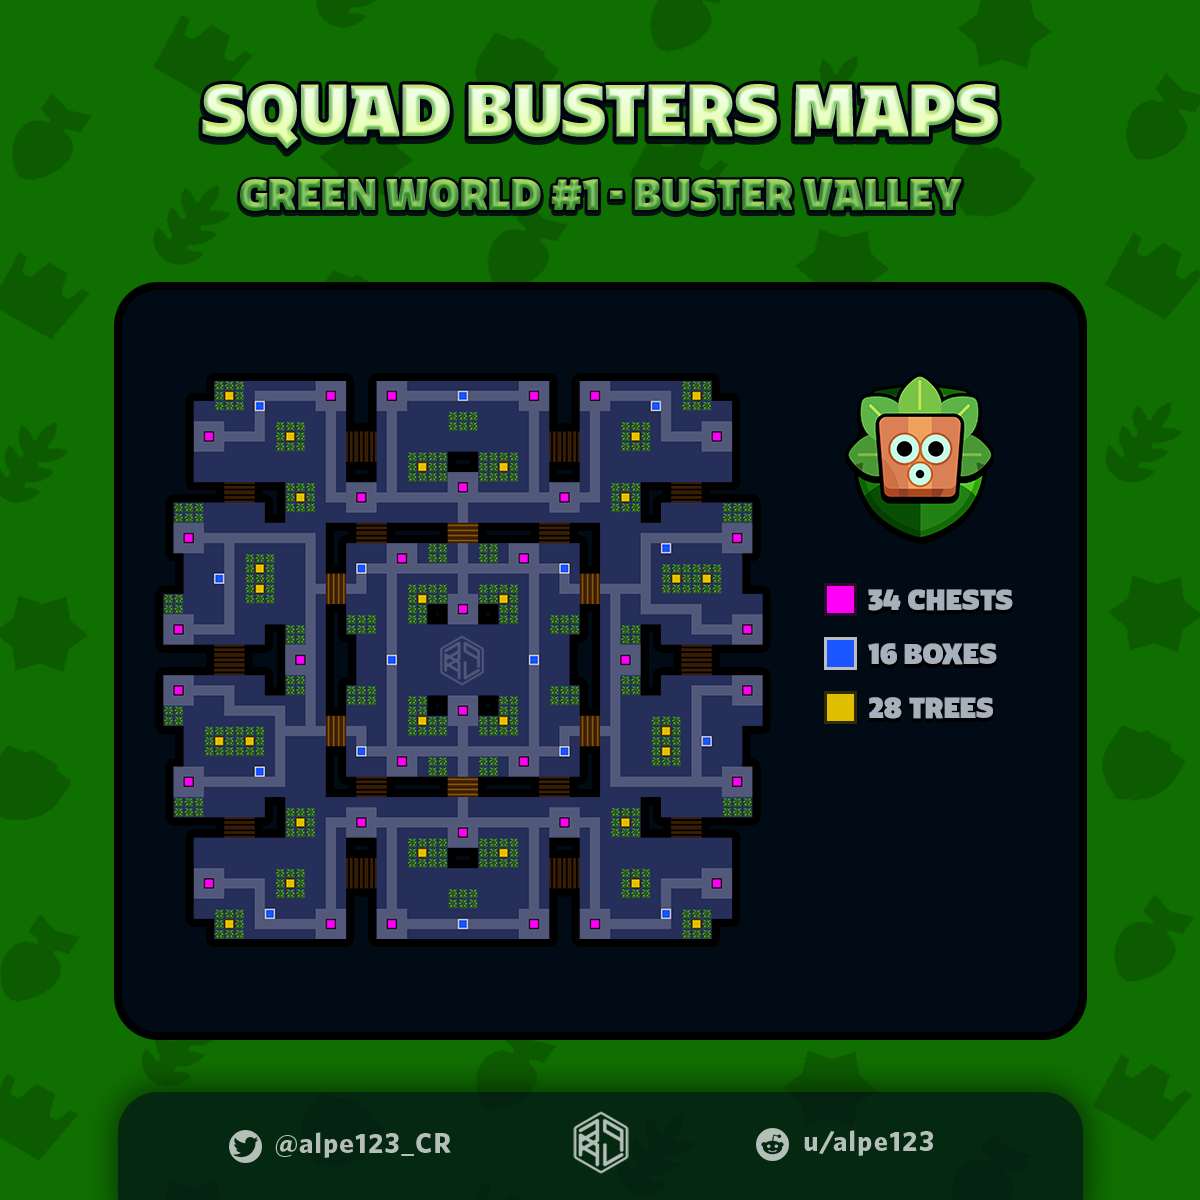 SQUAD BUSTERS MAPS
GREEN WORLD #1 - BUSTER VALLEY
34 CHESTS
16 BOXES
28 TREES
@alpe123_CR
u/alpe123